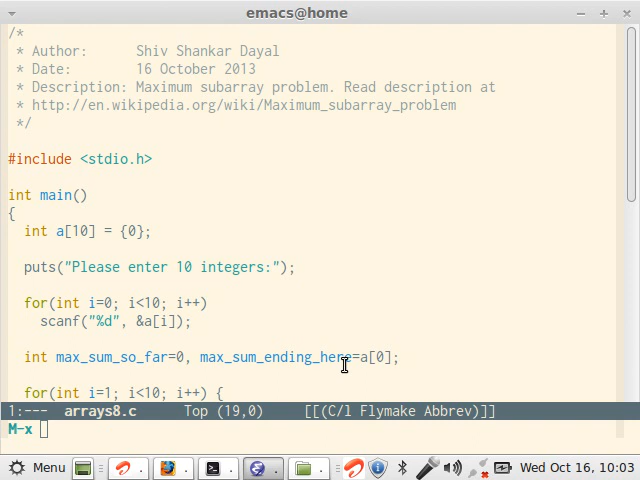 emacs@home
/*
 * Author:      Shiv Shankar Dayal
 * Date:        16 October 2013
 * Description: Maximum subarray problem. Read description at
 * http://en.wikipedia.org/wiki/Maximum_subarray_problem
 */
#include <stdio.h>
int main()
{
  int a[10] = {0};
  puts("Please enter 10 integers:");
  for(int i=0; i<10; i++)
    scanf("%d", &a[i]);
  int max_sum_so_far=0, max_sum_ending_here=a[0];
  for(int i=1; i<10; i++) {
1:---  arrays8.c      Top (19,0)     [[(C/l Flymake Abbrev)]]
M-x
Menu
Wed Oct 16, 10:03